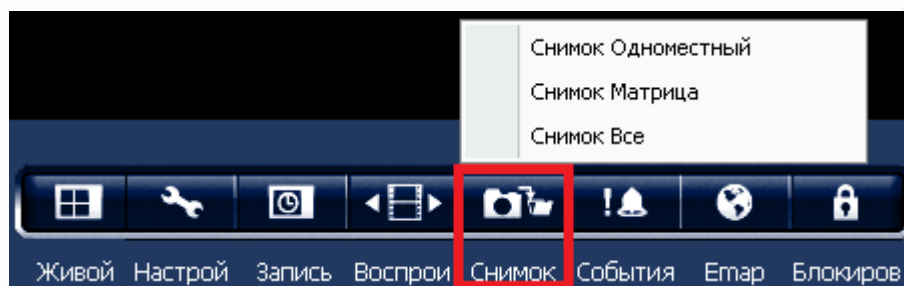 Снимок Одноместный
Снимок Матрица
Снимок Все
Живой Настрой Запись Воспрои Снимок События Emap Блокиров